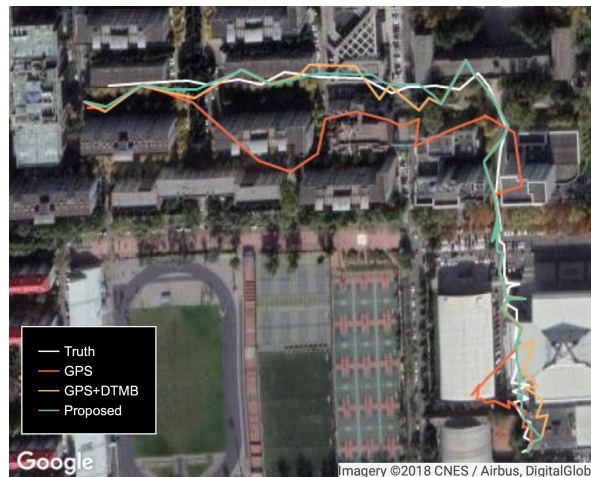 Truth
GPS
GPS+DTMB
Proposed
Google
Imagery ©2018 CNES / Airbus, DigitalGlob